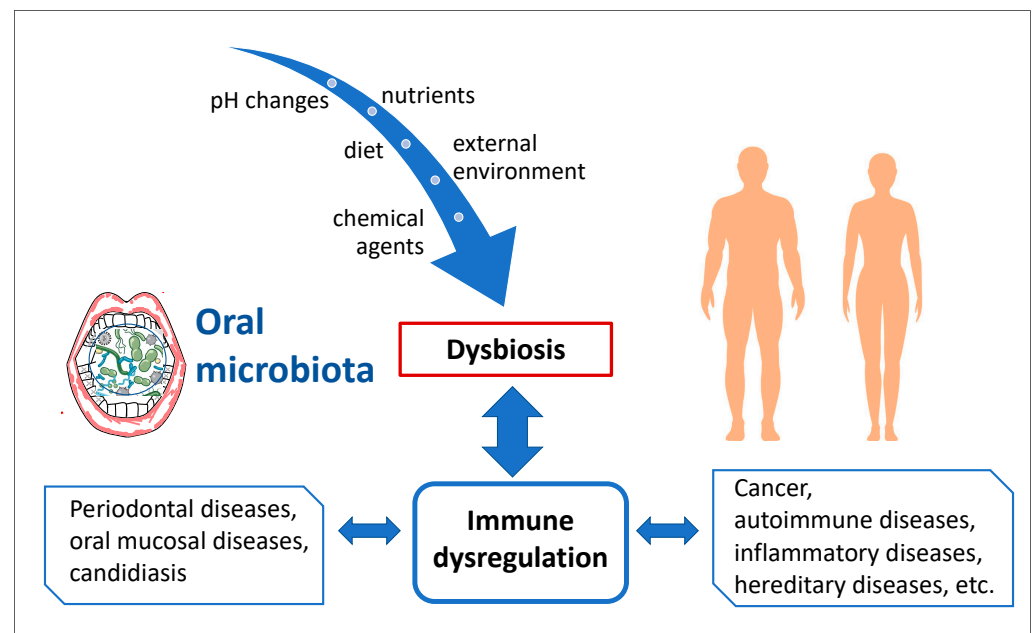 pH changes
nutrients
diet
external
environment
chemical
agents
Oral
microbiota
Dysbiosis
Periodontal diseases,
oral mucosal diseases,
candidiasis
Immune
dysregulation
Cancer,
autoimmune diseases,
inflammatory diseases,
hereditary diseases, etc.